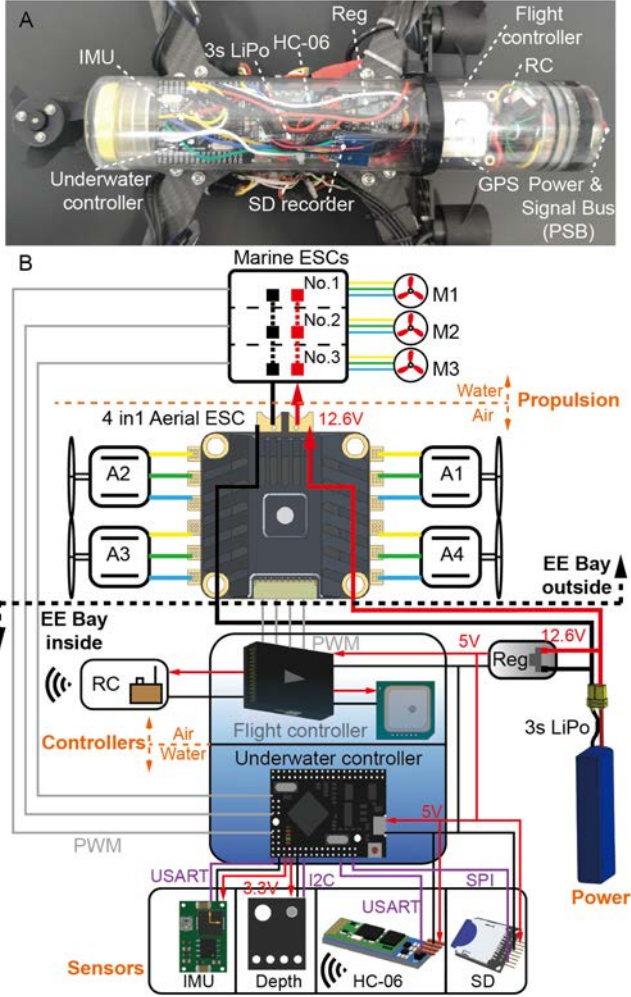 A
IMU
3s LiPo
HC-06
Reg
Flight
controller
RC
Underwater
controller
SD recorder
GPS
Power &
Signal Bus
(PSB)
B
Marine ESCs
No.1
M1
No.2
M2
No.3
M3
Water
Propulsion
Air
4 in1 Aerial ESC
12.6V
A2
A1
A3
A4
EE Bay
outside
EE Bay
inside
PWM
5V
12.6V
RC
Reg
Flight controller
3s LiPo
Controllers
Air
Water
Underwater controller
5V
PWM
USART
3.3V
I2C
USART
SPI
Power
Sensors
IMU
Depth
HC-06
SD